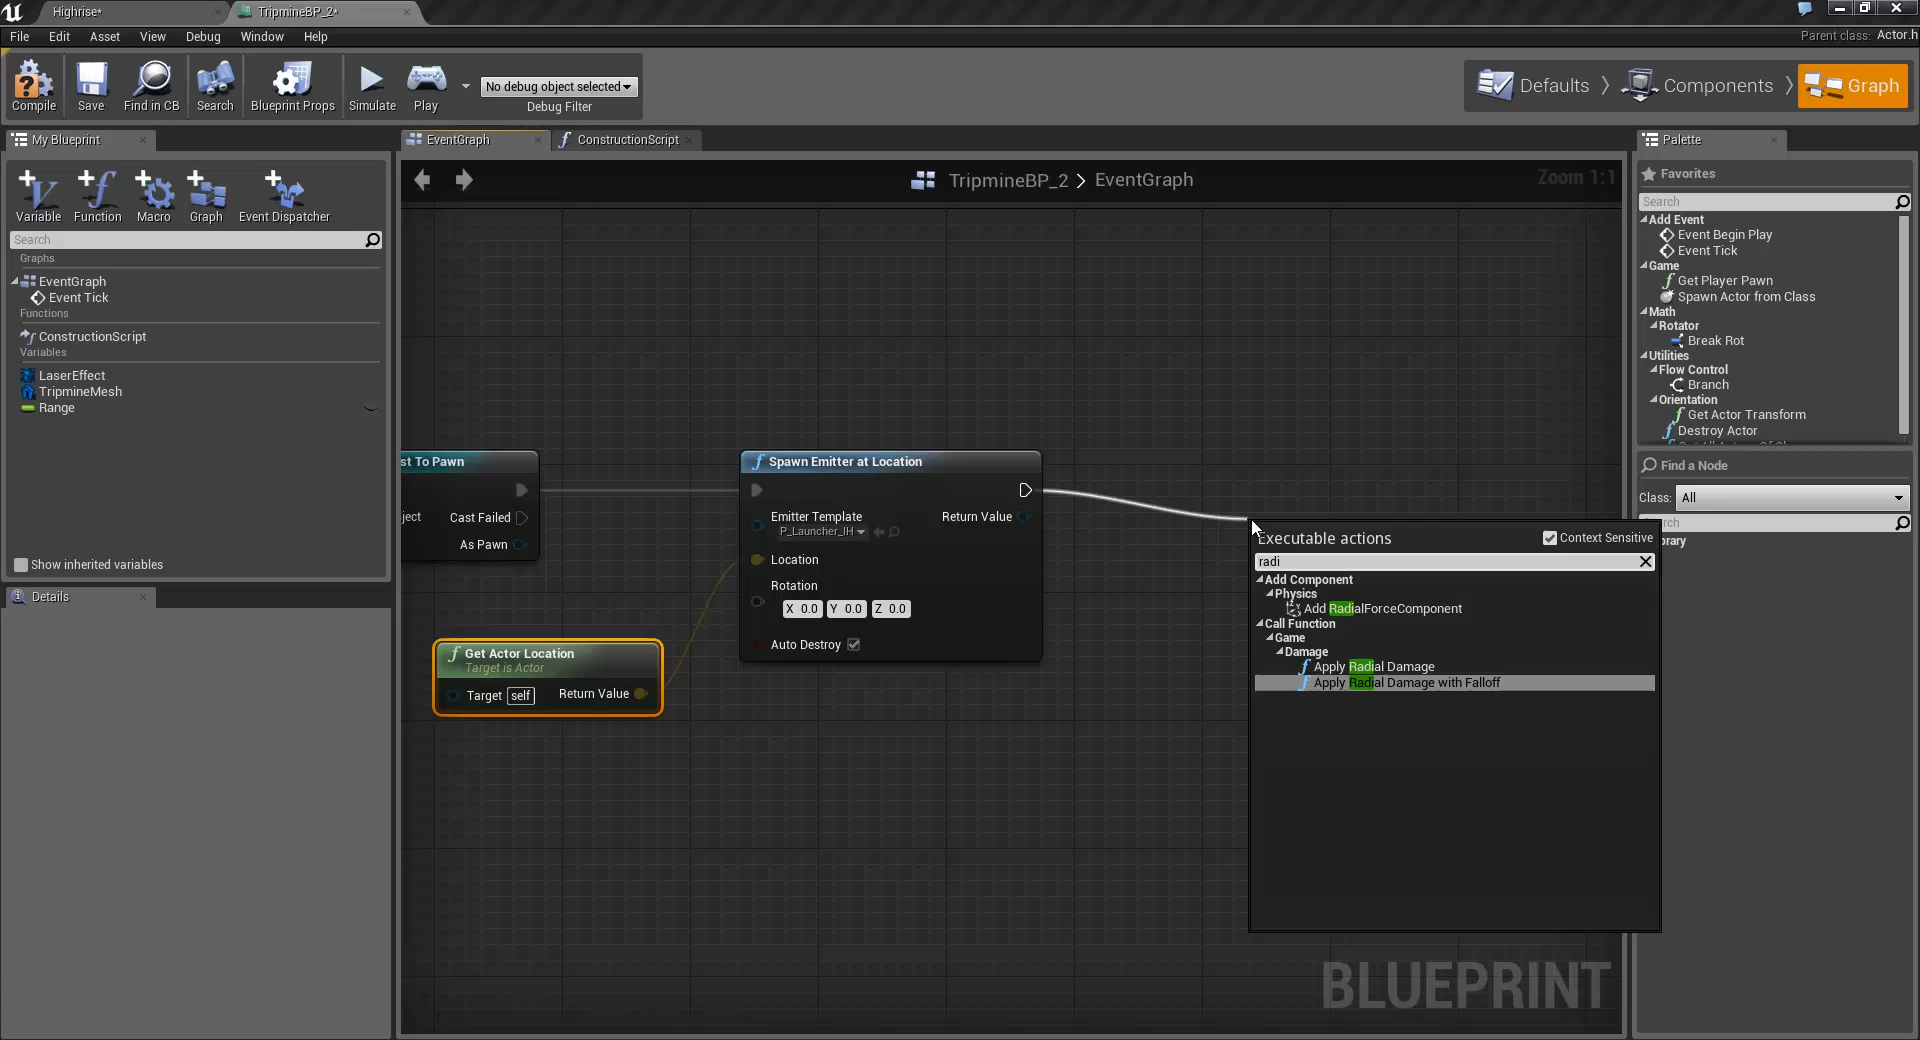 Highrise*
TripmineBP_2*
File Edit Asset View Debug Window Help
Parent class: Actor.h
Compile Save Find in CB Search Blueprint Props Simulate Play
No debug object selected
Debug Filter
Defaults Components Graph
My Blueprint
EventGraph
ConstructionScript
Palette
Variable Function Macro Graph Event Dispatcher
Search
Graphs
EventGraph
Event Tick
Functions
ConstructionScript
Variables
LaserEffect
TripmineMesh
Range
Show inherited variables
Details
TripmineBP_2 > EventGraph
Zoom 1:1
st To Pawn
ject
Cast Failed
As Pawn
Spawn Emitter at Location
Emitter Template
P_Launcher_IH
Return Value
Location
Rotation
X 0.0 Y 0.0 Z 0.0
Auto Destroy
Get Actor Location
Target is Actor
Target self
Return Value
Executable actions
Context Sensitive
radi
Add Component
Physics
Add RadialForceComponent
Call Function
Game
Damage
Apply Radial Damage
Apply Radial Damage with Falloff
BLUEPRINT
Favorites
Search
Add Event
Event Begin Play
Event Tick
Game
Get Player Pawn
Spawn Actor from Class
Math
Rotator
Break Rot
Utilities
Flow Control
Branch
Orientation
Get Actor Transform
Destroy Actor
Find a Node
Class: All
rch
orary